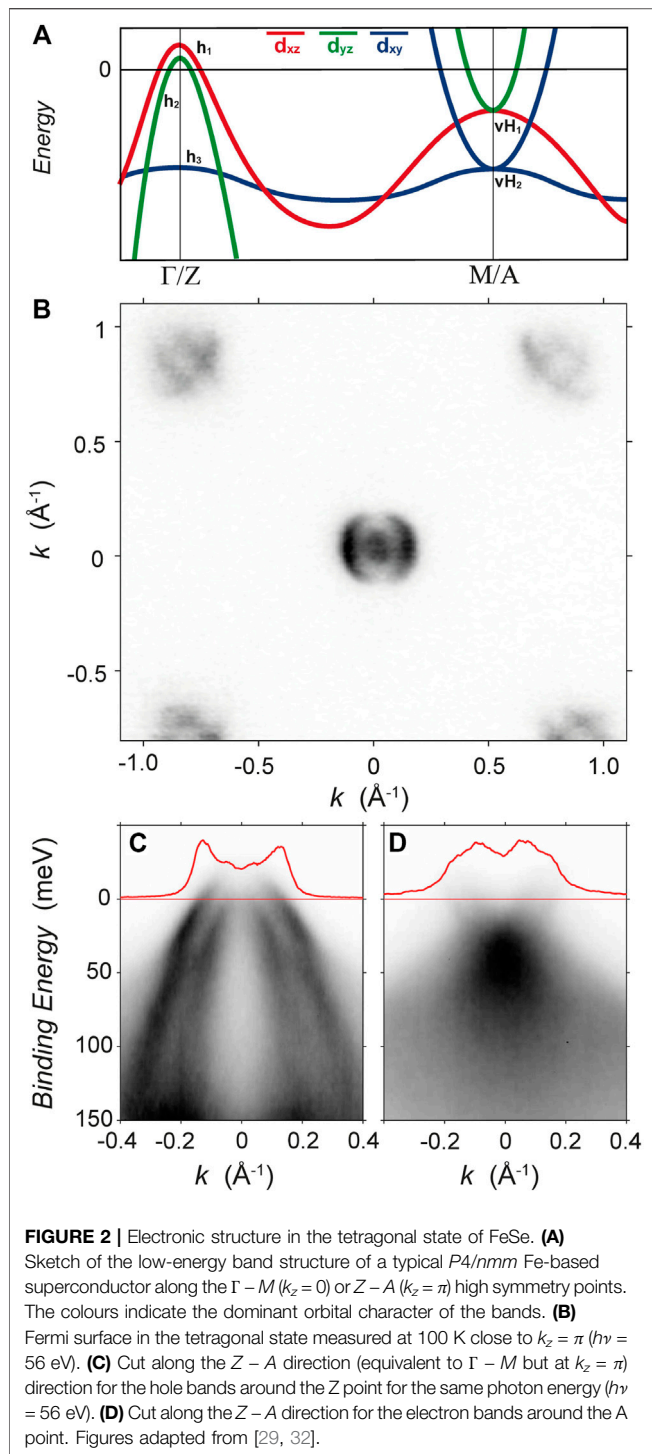 A
d_xz d_yz d_xy
0
Energy
h₁
h₂
h₃
vH₁
vH₂
Γ/Z M/A
B
1
0.5
0
-0.5
k (Å⁻¹)
-1.0 -0.5 0 0.5 1.0
k (Å⁻¹)
C D
0
50
100
150
Binding Energy (meV)
-0.4 -0.2 0 0.2 0.4 -0.2 0 0.2 0.4
k (Å⁻¹) k (Å⁻¹)
FIGURE 2 | Electronic structure in the tetragonal state of FeSe. (A)
Sketch of the low-energy band structure of a typical P4/nmm Fe-based
superconductor along the Γ – M (k_z = 0) or Z – A (k_z = π) high symmetry points.
The colours indicate the dominant orbital character of the bands. (B)
Fermi surface in the tetragonal state measured at 100 K close to k_z = π (hν =
56 eV). (C) Cut along the Z – A direction (equivalent to Γ – M but at k_z = π)
direction for the hole bands around the Z point for the same photon energy (hν
= 56 eV). (D) Cut along the Z – A direction for the electron bands around the A
point. Figures adapted from [29, 32].